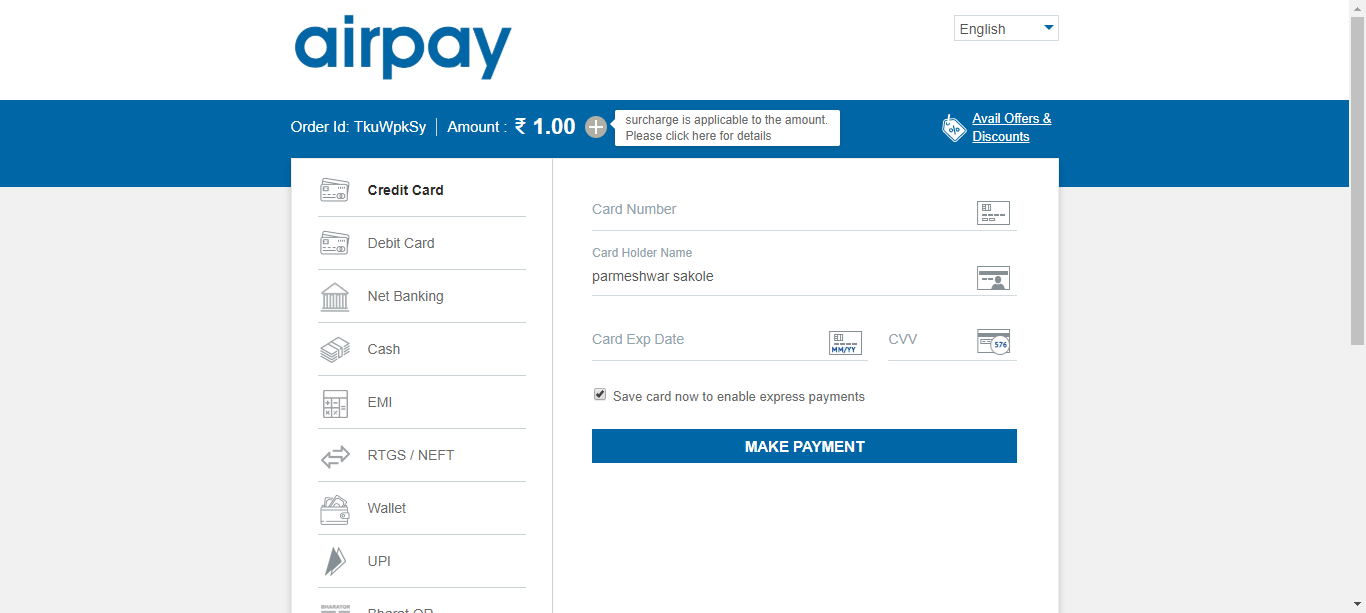 airpay
English
Order Id: TkuWpkSy | Amount : ₹ 1.00
surcharge is applicable to the amount.
Please click here for details
Avail Offers &
Discounts
Credit Card
Debit Card
Net Banking
Cash
EMI
RTGS / NEFT
Wallet
UPI
BHARATQR
Bharat QR
Card Number
Card Holder Name
parmeshwar sakole
Card Exp Date
MM/YY
CVV
576
Save card now to enable express payments
MAKE PAYMENT